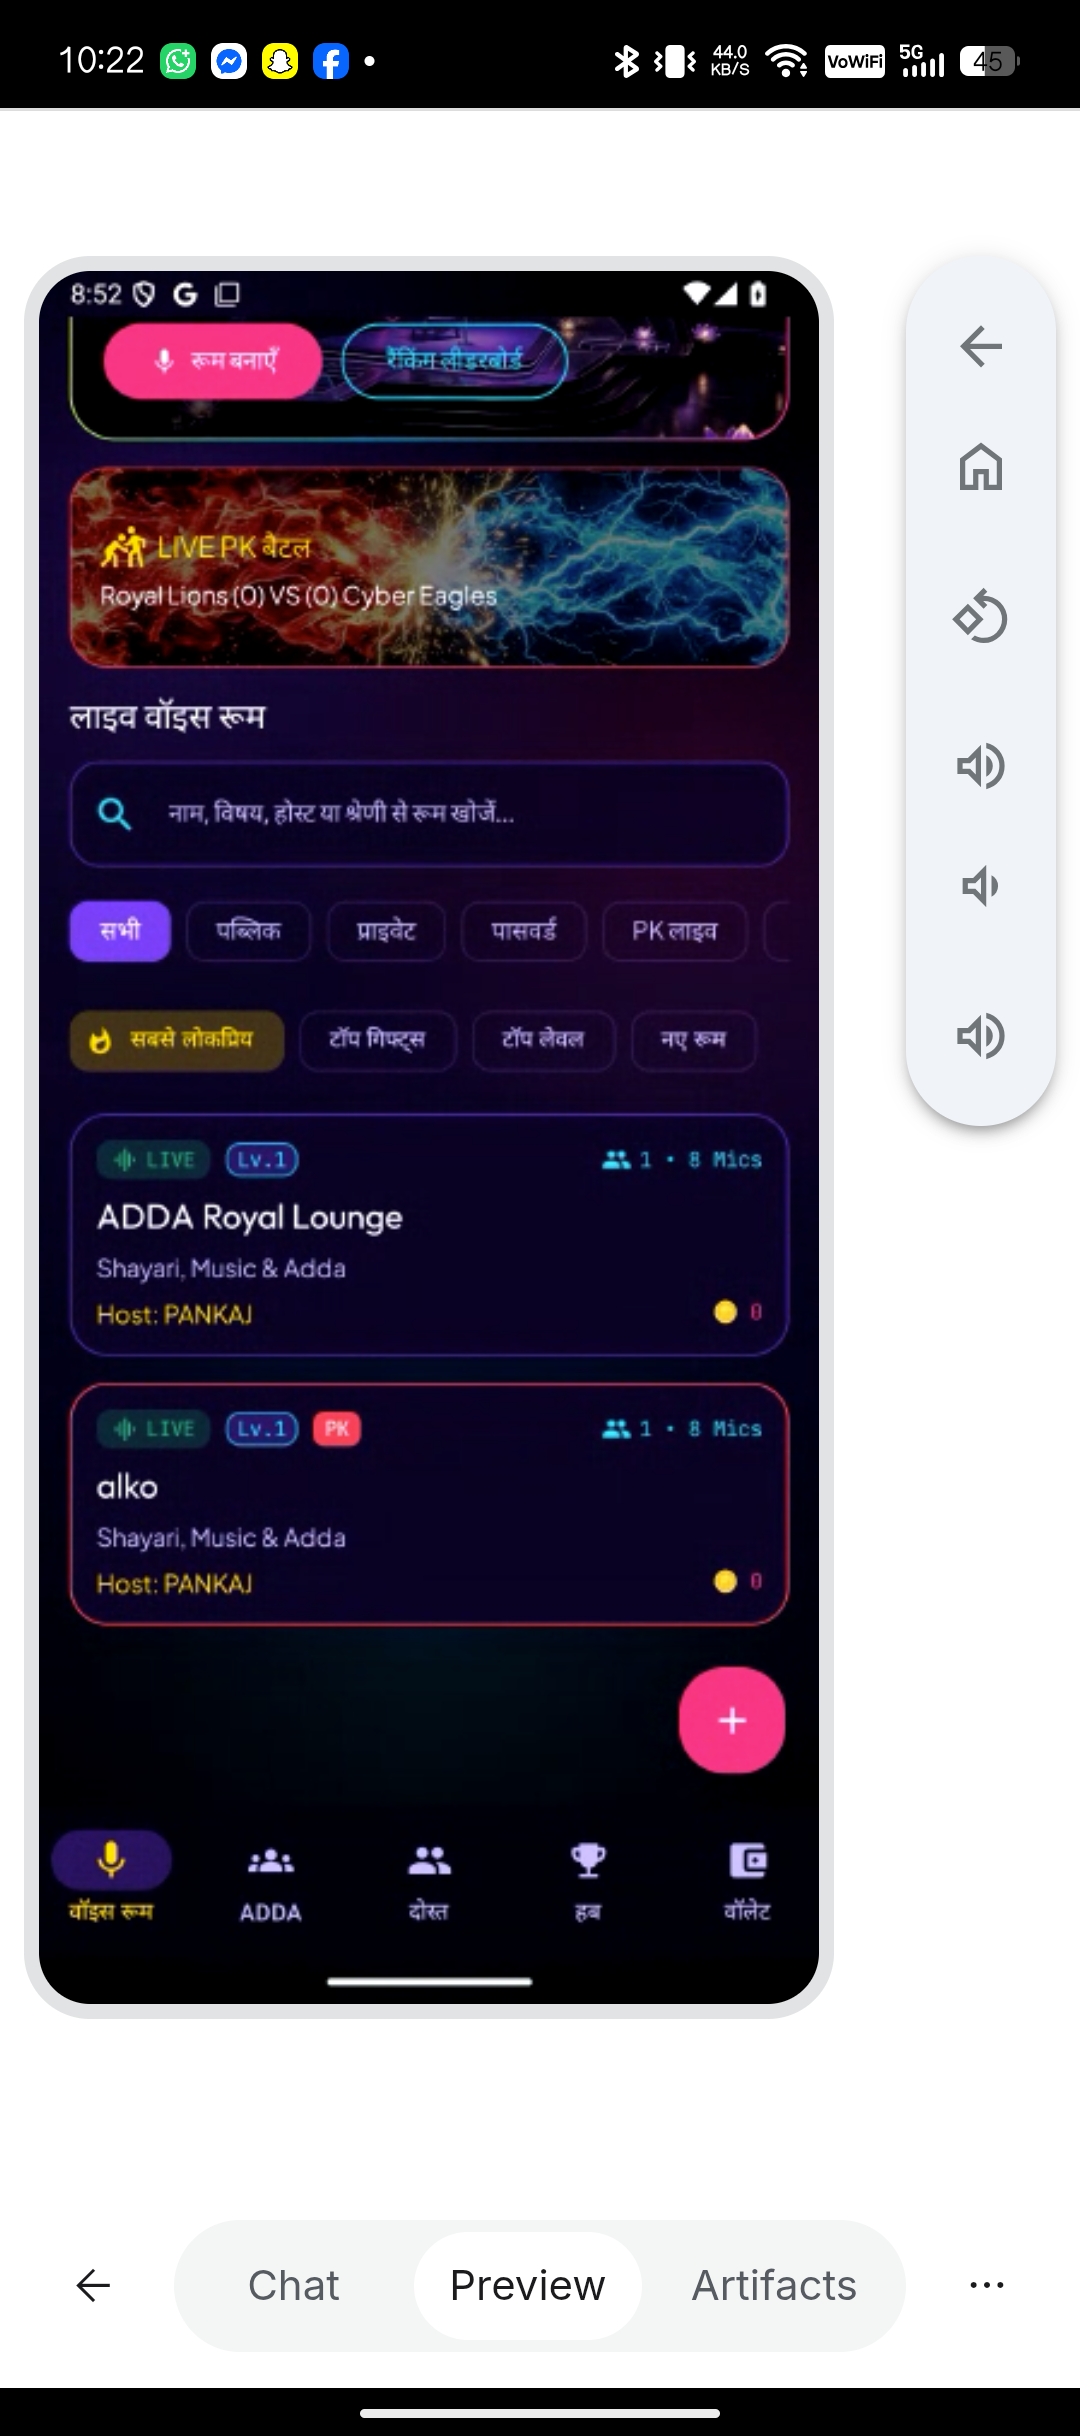 10:22
44.0
KB/S
VoWiFi
5G
45
8:52
रूम बनाएँ
रैंकिंग लीडरबोर्ड
LIVE PK बैटल
Royal Lions (0) VS (0) Cyber Eagles
लाइव वॉइस रूम
नाम, विषय, होस्ट या श्रेणी से रूम खोजें...
सभी पब्लिक प्राइवेट पासवर्ड PK लाइव
सबसे लोकप्रिय टॉप गिफ्ट्स टॉप लेवल नए रूम
LIVE Lv.1 1 • 8 Mics
ADDA Royal Lounge
Shayari, Music & Adda
Host: PANKAJ 0
LIVE Lv.1 PK 1 • 8 Mics
alko
Shayari, Music & Adda
Host: PANKAJ 0
+
वॉइस रूम ADDA दोस्त हब वॉलेट
Chat Preview Artifacts